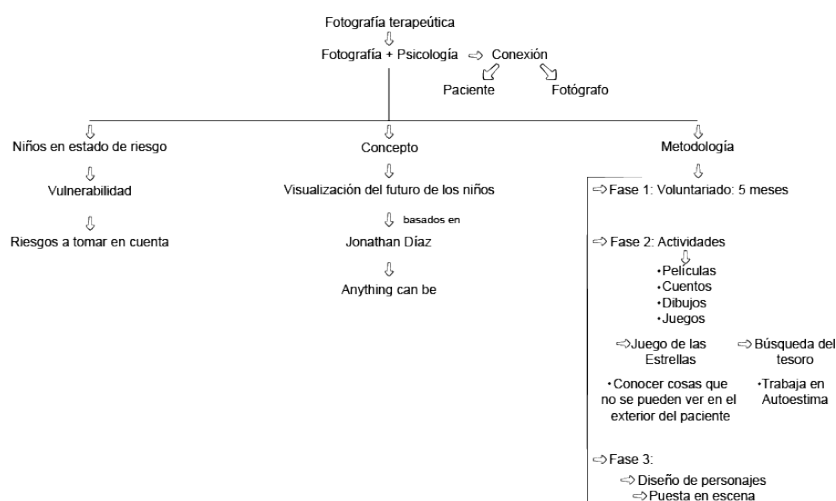 Fotografía terapeútica
Fotografía + Psicología
Conexión
Paciente
Fotógrafo
Niños en estado de riesgo
Vulnerabilidad
Riesgos a tomar en cuenta
Concepto
Visualización del futuro de los niños
basados en
Jonathan Díaz
Anything can be
Metodología
Fase 1: Voluntariado: 5 meses
Fase 2: Actividades
•Películas
•Cuentos
•Dibujos
•Juegos
Juego de las
Estrellas
•Conocer cosas que
no se pueden ver en el
exterior del paciente
Búsqueda del
tesoro
•Trabaja en
Autoestima
Fase 3:
Diseño de personajes
Puesta en escena